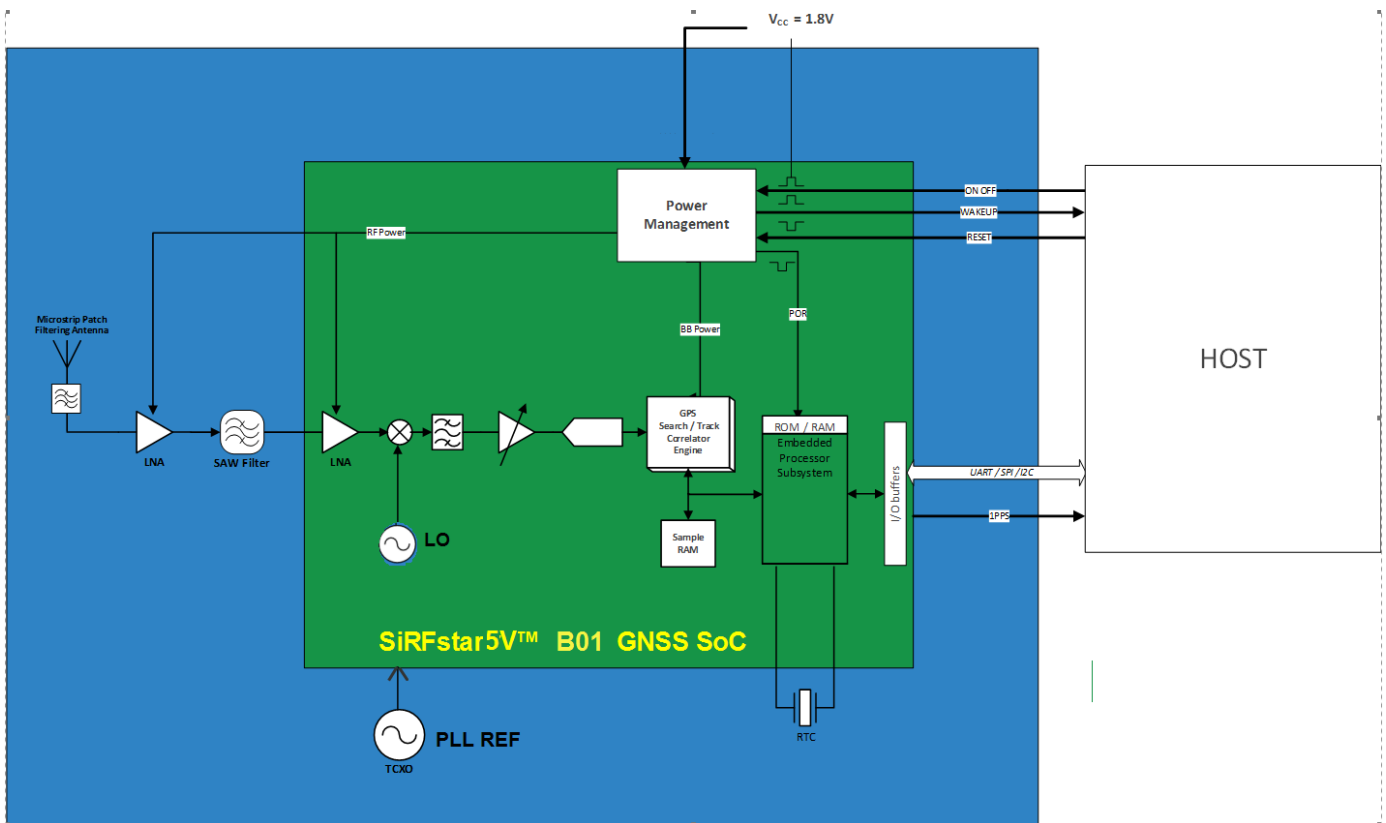 VCC = 1.8V
Power
Management
ON OFF
WAKEUP
RESET
RF Power
BB Power
POR
HOST
Microstrip Patch
Filtering Antenna
LNA
SAW Filter
LNA
GPS
Search / Track
Correlator
Engine
ROM / RAM
Embedded
Processor
Subsystem
I/O buffers
UART / SPI / I2C
1PPS
LO
Sample
RAM
SiRFstar5V™ B01 GNSS SoC
PLL REF
TCXO
RTC